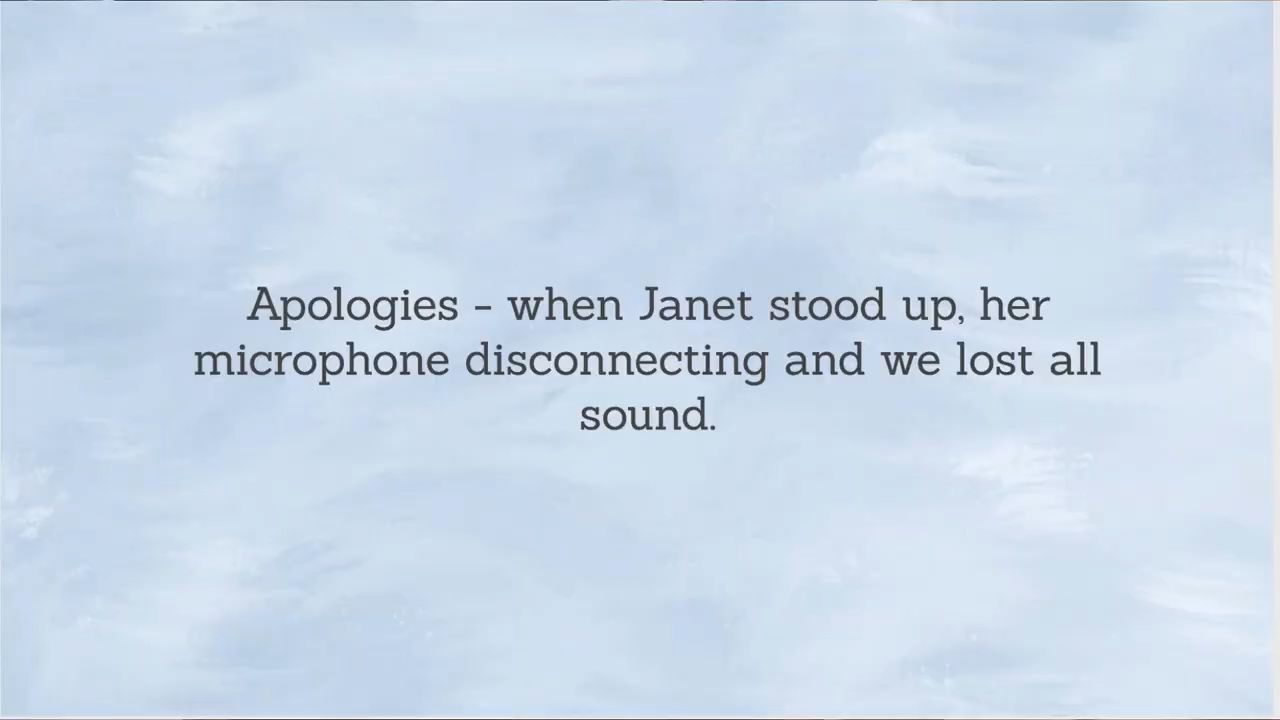 Apologies - when Janet stood up, her
microphone disconnecting and we lost all
sound.